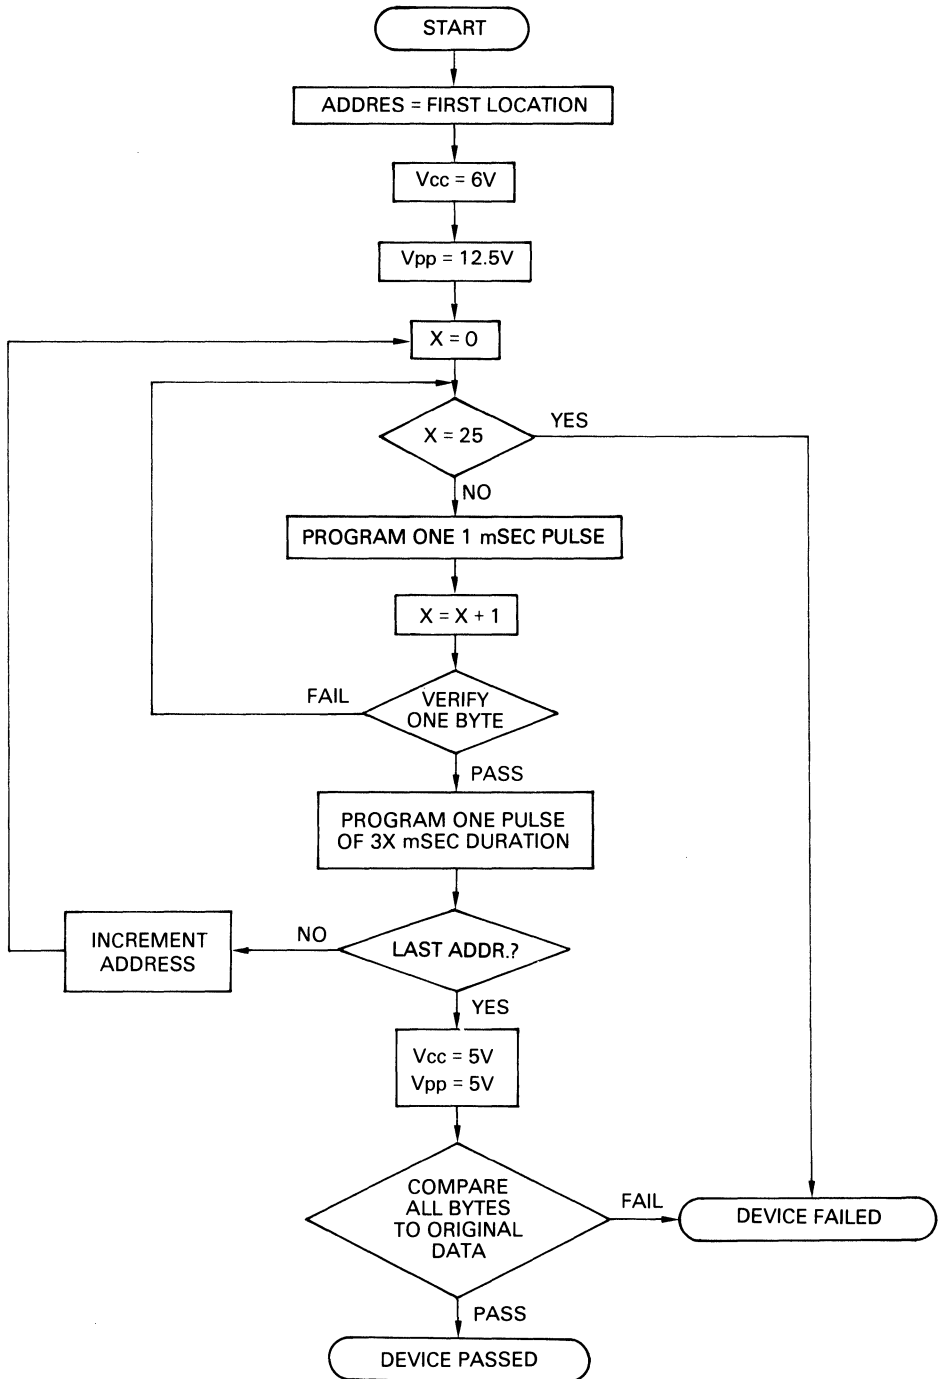 START
ADDRES = FIRST LOCATION
Vcc = 6V
Vpp = 12.5V
X = 0
X = 25
YES
NO
PROGRAM ONE 1 mSEC PULSE
X = X + 1
FAIL
VERIFY
ONE BYTE
PASS
PROGRAM ONE PULSE
OF 3X mSEC DURATION
INCREMENT
ADDRESS
NO
LAST ADDR.?
YES
Vcc = 5V
Vpp = 5V
COMPARE
ALL BYTES
TO ORIGINAL
DATA
FAIL
DEVICE FAILED
PASS
DEVICE PASSED